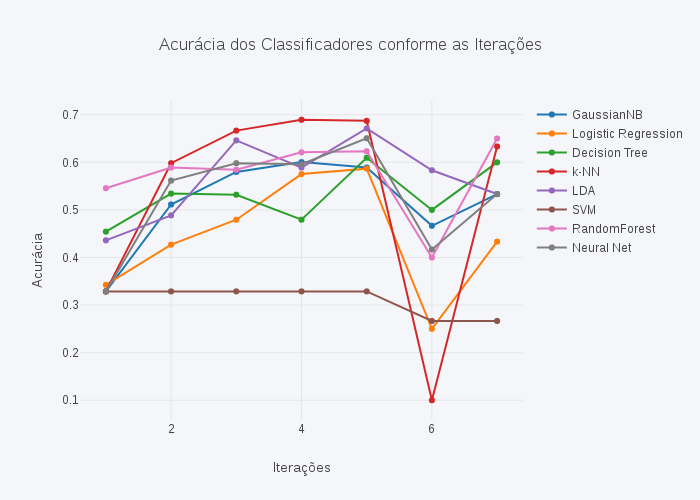 Acurácia dos Classificadores conforme as Iterações
0.7
0.6
0.5
0.4
0.3
0.2
0.1
Acurácia
2
4
6
Iterações
GaussianNB
Logistic Regression
Decision Tree
k-NN
LDA
SVM
RandomForest
Neural Net